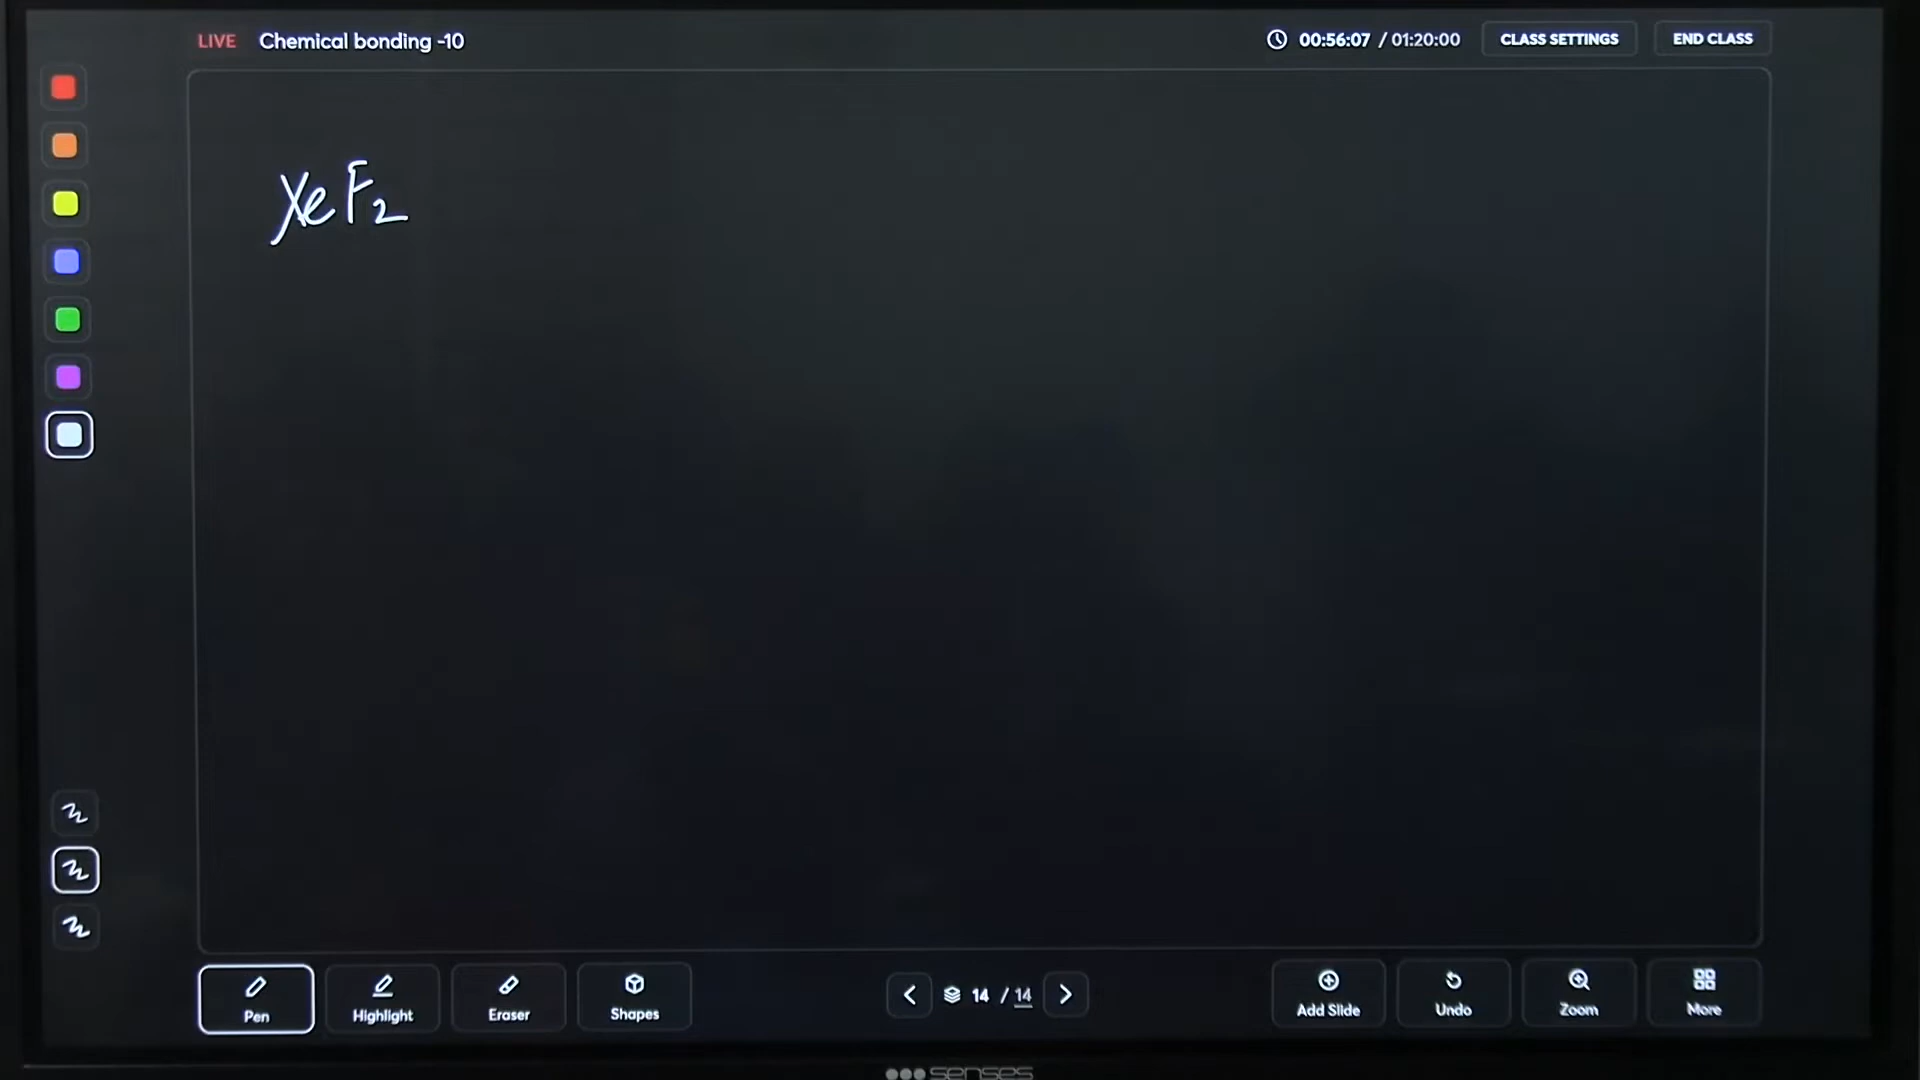 LIVE Chemical bonding -10 00:56:07 / 01:20:00 CLASS SETTINGS END CLASS
XeF₂
Pen Highlight Eraser Shapes 14 / 14 Add Slide Undo Zoom More
senses